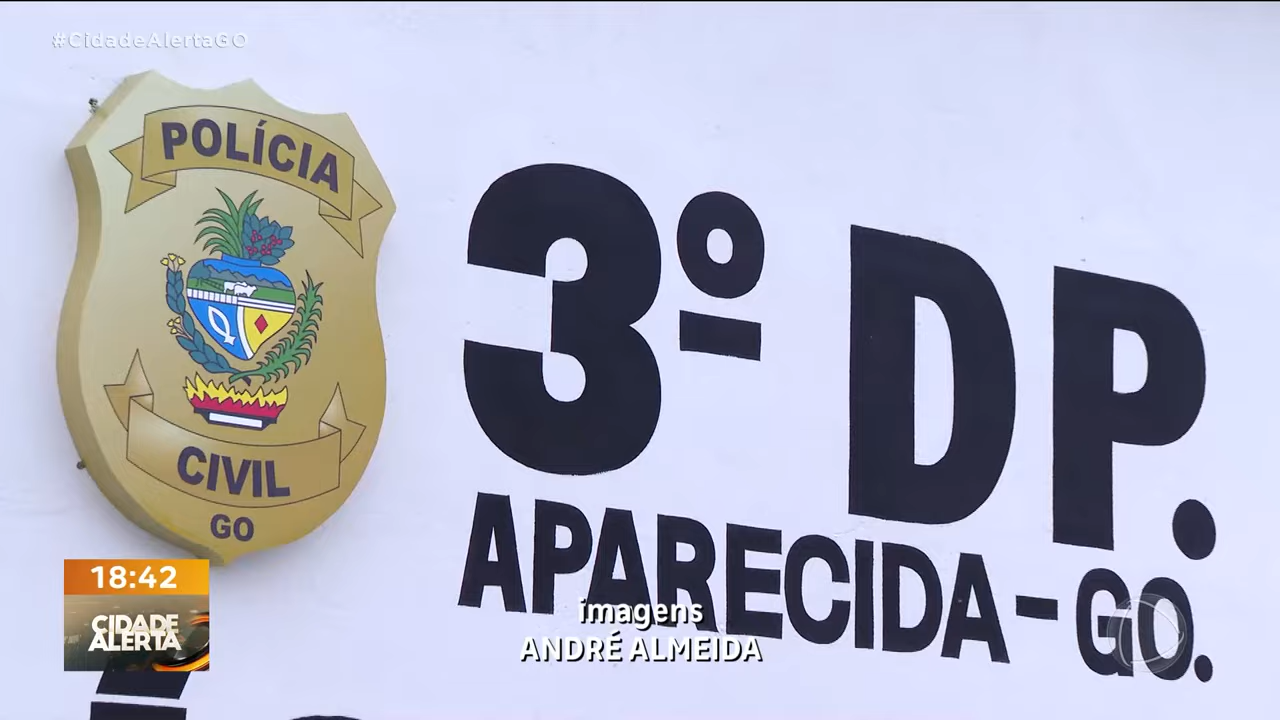 #CidadeAlertaGO
POLÍCIA
CIVIL
GO
3º DP.
APARECIDA-GO.
imagens
ANDRÉ ALMEIDA
18:42
CIDADE
ALERTA